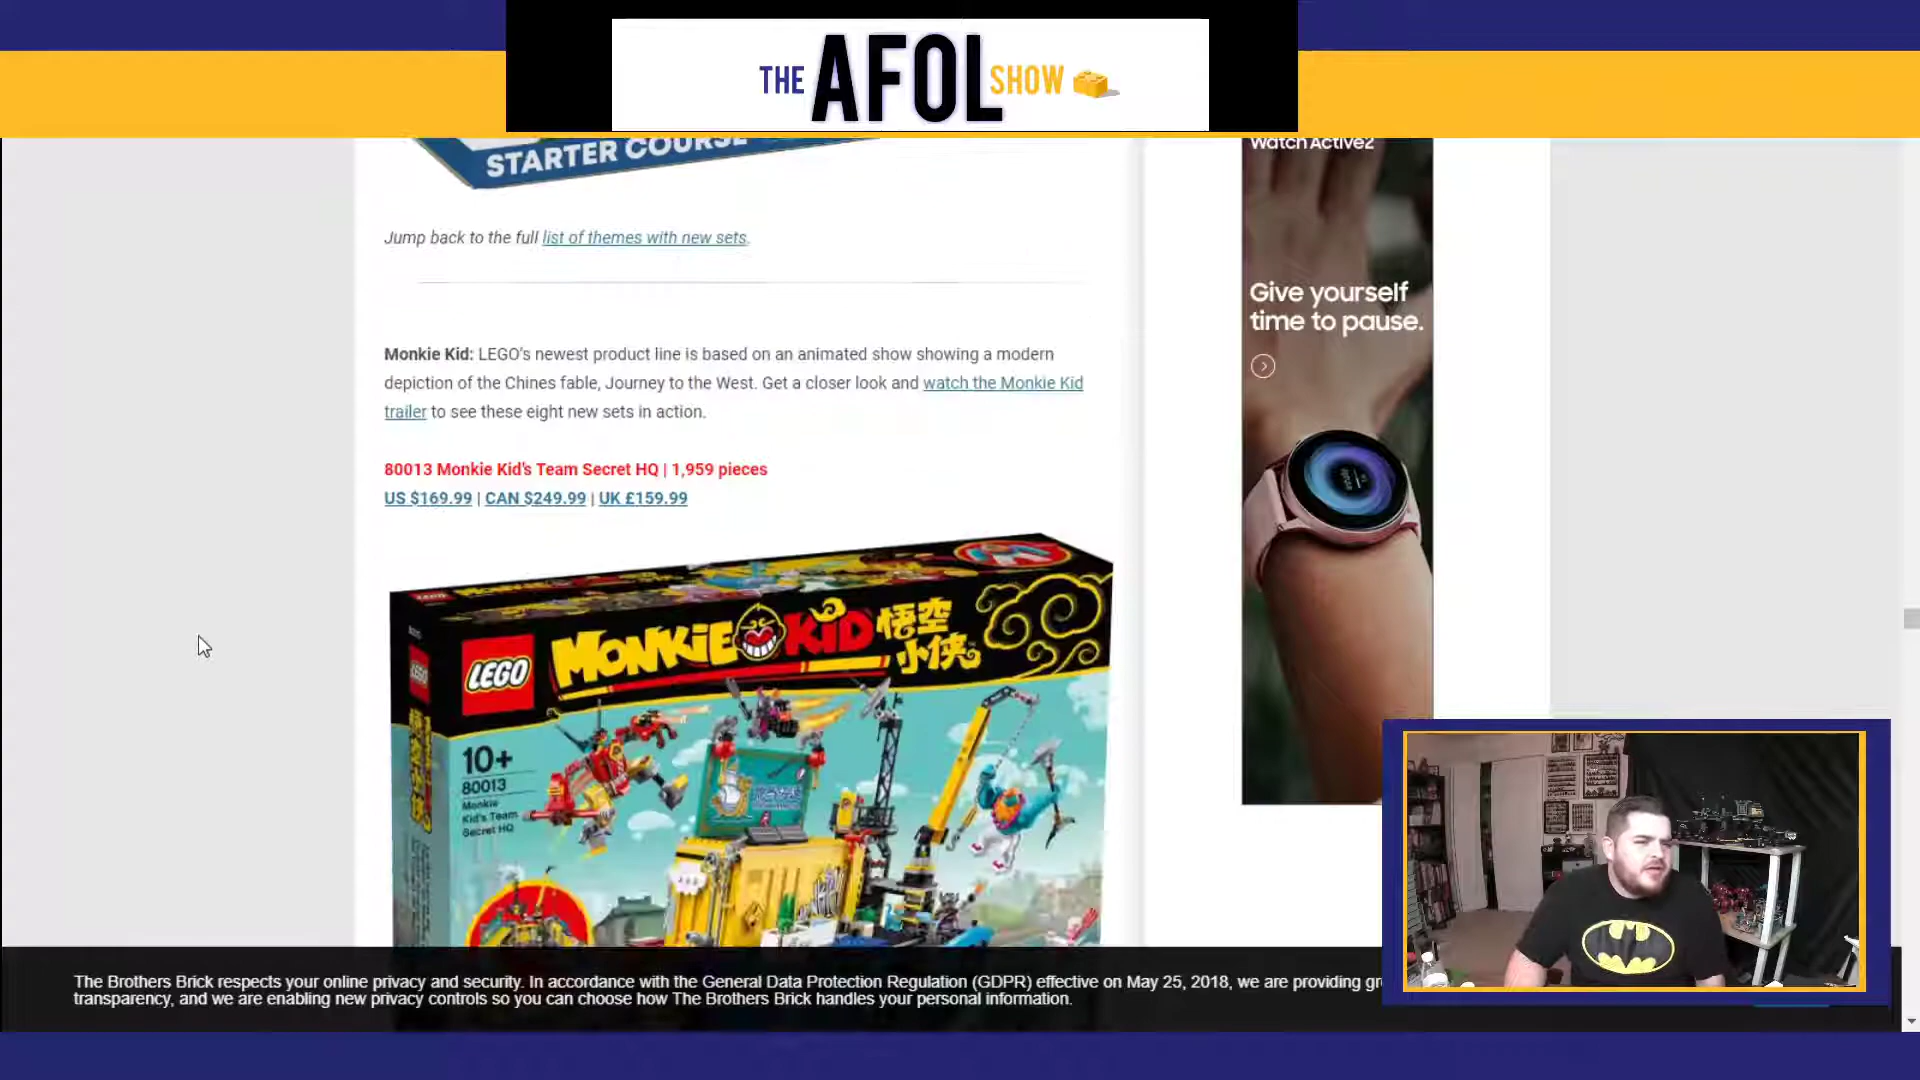 THE AFOL SHOW
STARTER COURSE
Watch Active2
Jump back to the full list of themes with new sets.
Give yourself
time to pause.
Monkie Kid: LEGO's newest product line is based on an animated show showing a modern
depiction of the Chines fable, Journey to the West. Get a closer look and watch the Monkie Kid
trailer to see these eight new sets in action.
80013 Monkie Kid's Team Secret HQ | 1,959 pieces
US $169.99 | CAN $249.99 | UK £159.99
LEGO
LEGO
MONKIE KID 悟空
小侠
LEGO
10+
80013
Monkie
Kid's Team
Secret HQ
The Brothers Brick respects your online privacy and security. In accordance with the General Data Protection Regulation (GDPR) effective on May 25, 2018, we are providing
transparency, and we are enabling new privacy controls so you can choose how The Brothers Brick handles your personal information.